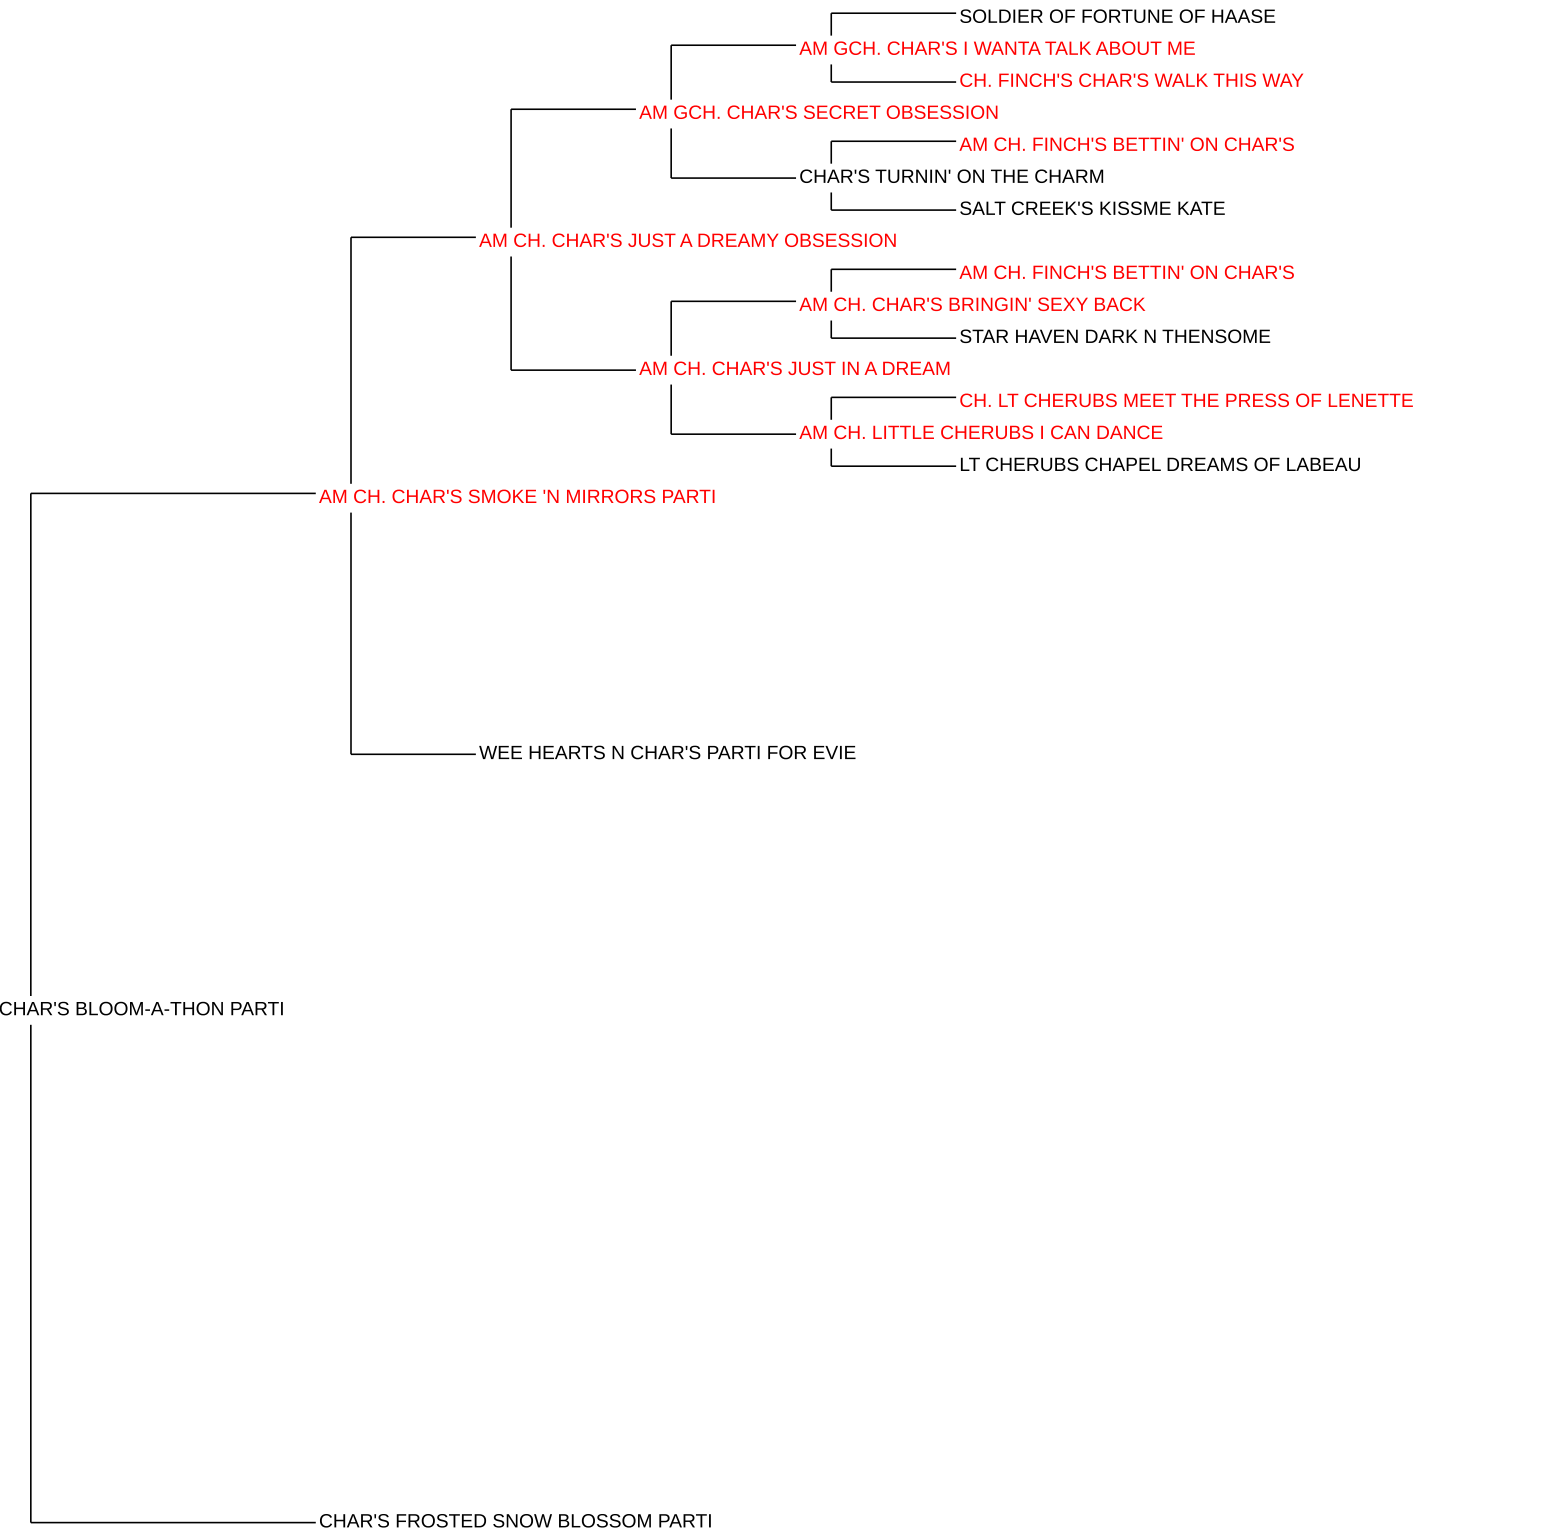 SOLDIER OF FORTUNE OF HAASE
AM GCH. CHAR'S I WANTA TALK ABOUT ME
CH. FINCH'S CHAR'S WALK THIS WAY
AM GCH. CHAR'S SECRET OBSESSION
AM CH. FINCH'S BETTIN' ON CHAR'S
CHAR'S TURNIN' ON THE CHARM
SALT CREEK'S KISSME KATE
AM CH. CHAR'S JUST A DREAMY OBSESSION
AM CH. FINCH'S BETTIN' ON CHAR'S
AM CH. CHAR'S BRINGIN' SEXY BACK
STAR HAVEN DARK N THENSOME
AM CH. CHAR'S JUST IN A DREAM
CH. LT CHERUBS MEET THE PRESS OF LENETTE
AM CH. LITTLE CHERUBS I CAN DANCE
LT CHERUBS CHAPEL DREAMS OF LABEAU
AM CH. CHAR'S SMOKE 'N MIRRORS PARTI
WEE HEARTS N CHAR'S PARTI FOR EVIE
CHAR'S BLOOM-A-THON PARTI
CHAR'S FROSTED SNOW BLOSSOM PARTI